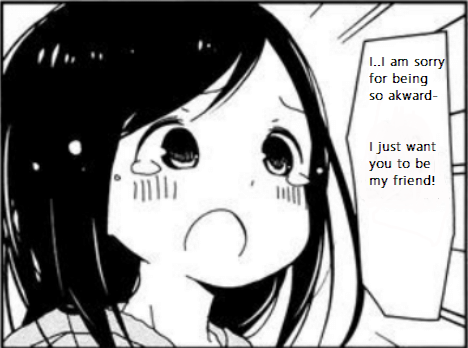 I..I am sorry
for being
so akward-
I just want
you to be
my friend!